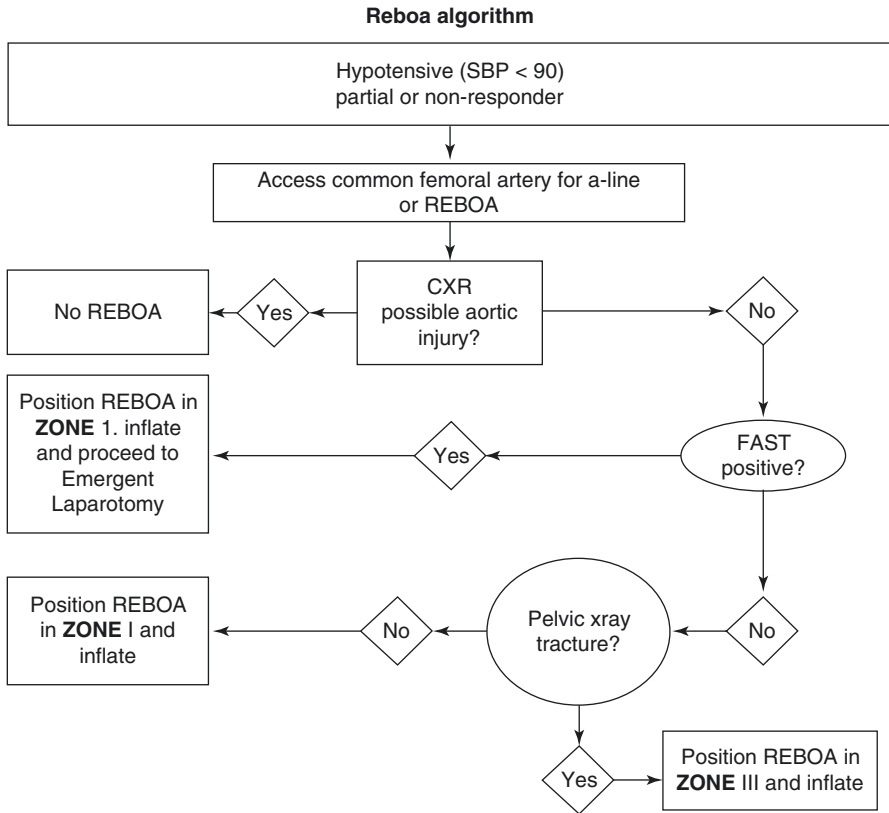 Reboa algorithm
Hypotensive (SBP < 90)
partial or non-responder
Access common femoral artery for a-line
or REBOA
CXR
possible aortic
injury?
Yes
No REBOA
No
FAST
positive?
Yes
Position REBOA in
ZONE 1. inflate
and proceed to
Emergent
Laparotomy
No
Pelvic xray
tracture?
No
Position REBOA
in ZONE I and
inflate
Yes
Position REBOA in
ZONE III and inflate